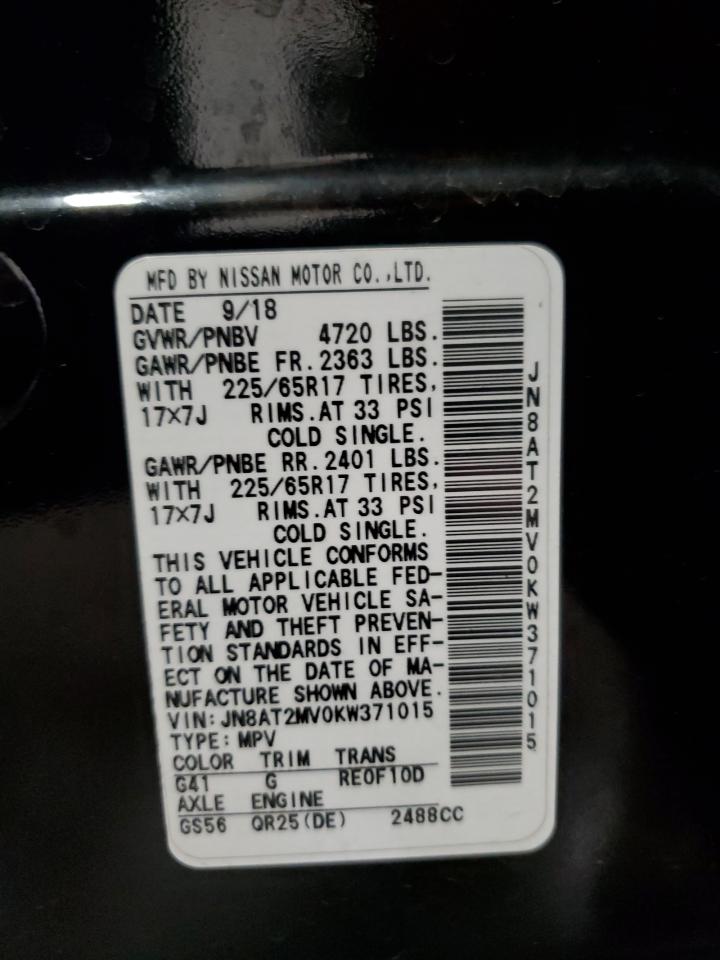 MFD BY NISSAN MOTOR CO.,LTD.
DATE 9/18
GVWR/PNBV 4720 LBS.
GAWR/PNBE FR.2363 LBS.
WITH 225/65R17 TIRES,
17X7J RIMS.AT 33 PSI
COLD SINGLE.
GAWR/PNBE RR.2401 LBS.
WITH 225/65R17 TIRES,
17X7J RIMS.AT 33 PSI
COLD SINGLE.
THIS VEHICLE CONFORMS
TO ALL APPLICABLE FED-
ERAL MOTOR VEHICLE SA-
FETY AND THEFT PREVEN-
TION STANDARDS IN EFF-
ECT ON THE DATE OF MA-
NUFACTURE SHOWN ABOVE.
VIN:JN8AT2MV0KW371015
TYPE:MPV
COLOR TRIM TRANS
G41 G RE0F10D
AXLE ENGINE
GS56 QR25(DE) 2488CC
JN8AT2MV0KW371015